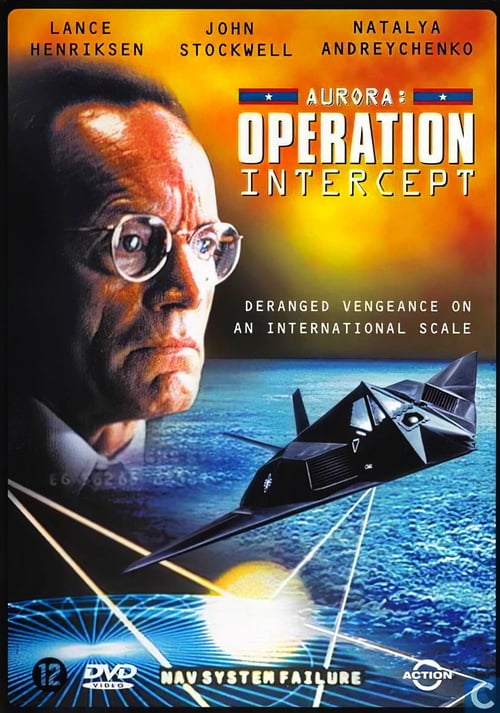 LANCE
HENRIKSEN
JOHN
STOCKWELL
NATALYA
ANDREYCHENKO
AURORA:
OPERATION
INTERCEPT
DERANGED VENGEANCE ON
AN INTERNATIONAL SCALE
12
DVD
VIDEO
NAV SYSTEM FAILURE
ACTION
C